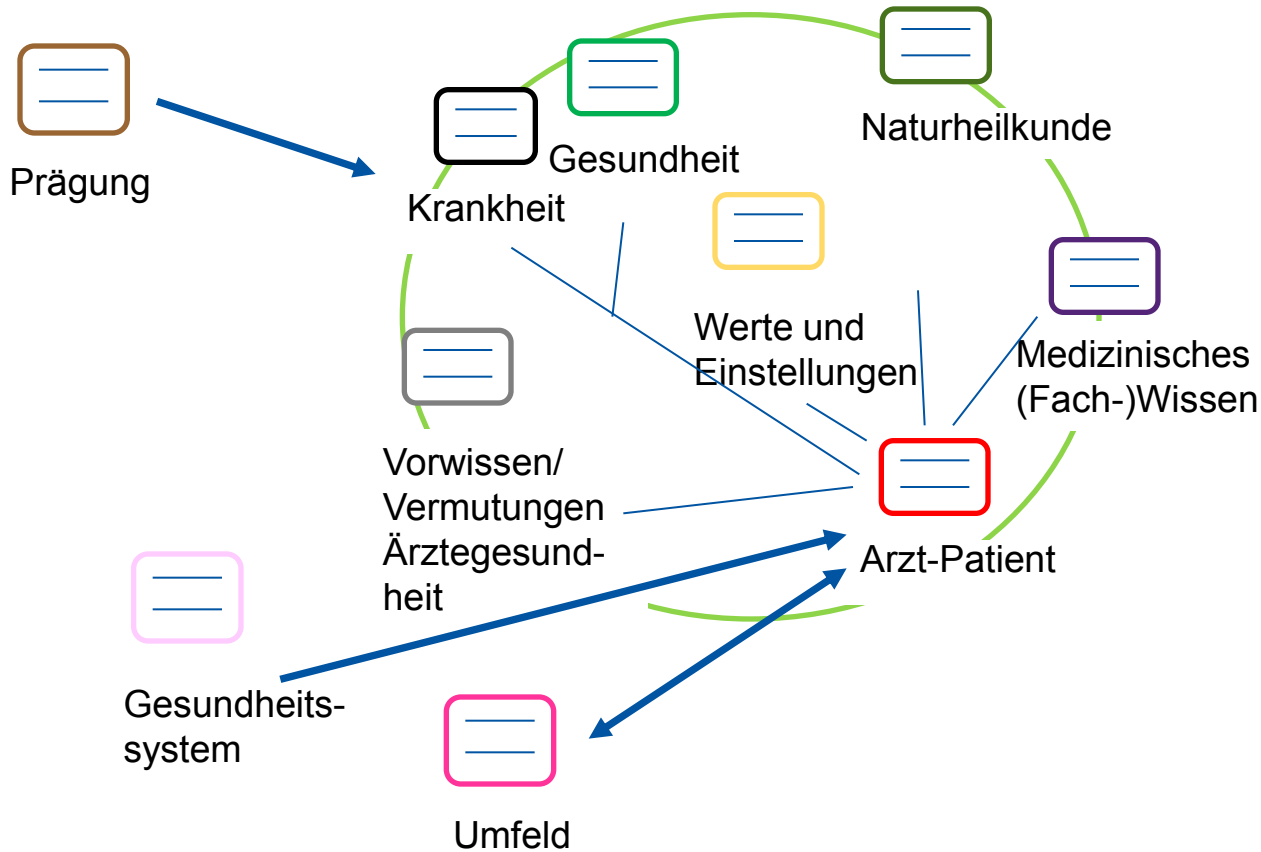 Naturheilkunde
Gesundheit
Prägung
Krankheit
Werte und
Einstellungen
Medizinisches
(Fach-)Wissen
Vorwissen/
Vermutungen
Ärztegesund-
heit
Arzt-Patient
Gesundheits-
system
Umfeld